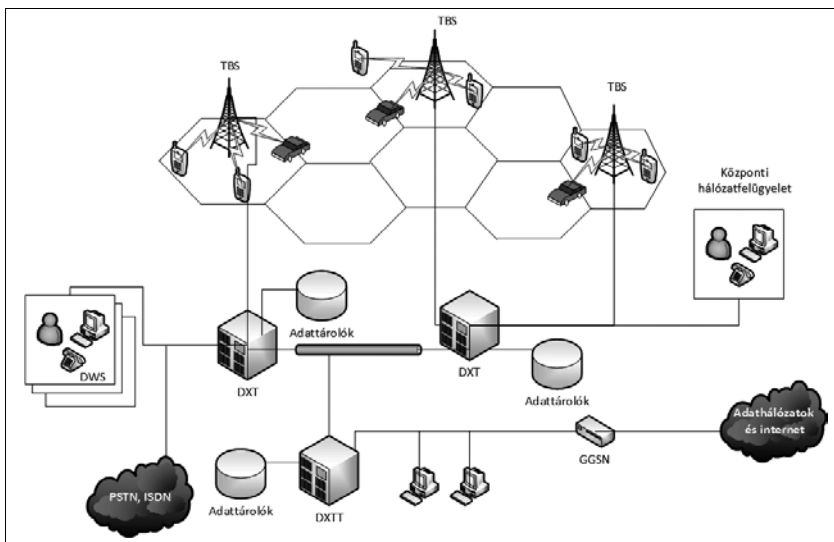 TBS
TBS
TBS
Központi
hálózatfelügyelet
Adattárolók
DWS
DXT
DXT
Adattárolók
Adathálózatok
és internet
GGSN
PSTN, ISDN
Adattárolók
DXTT